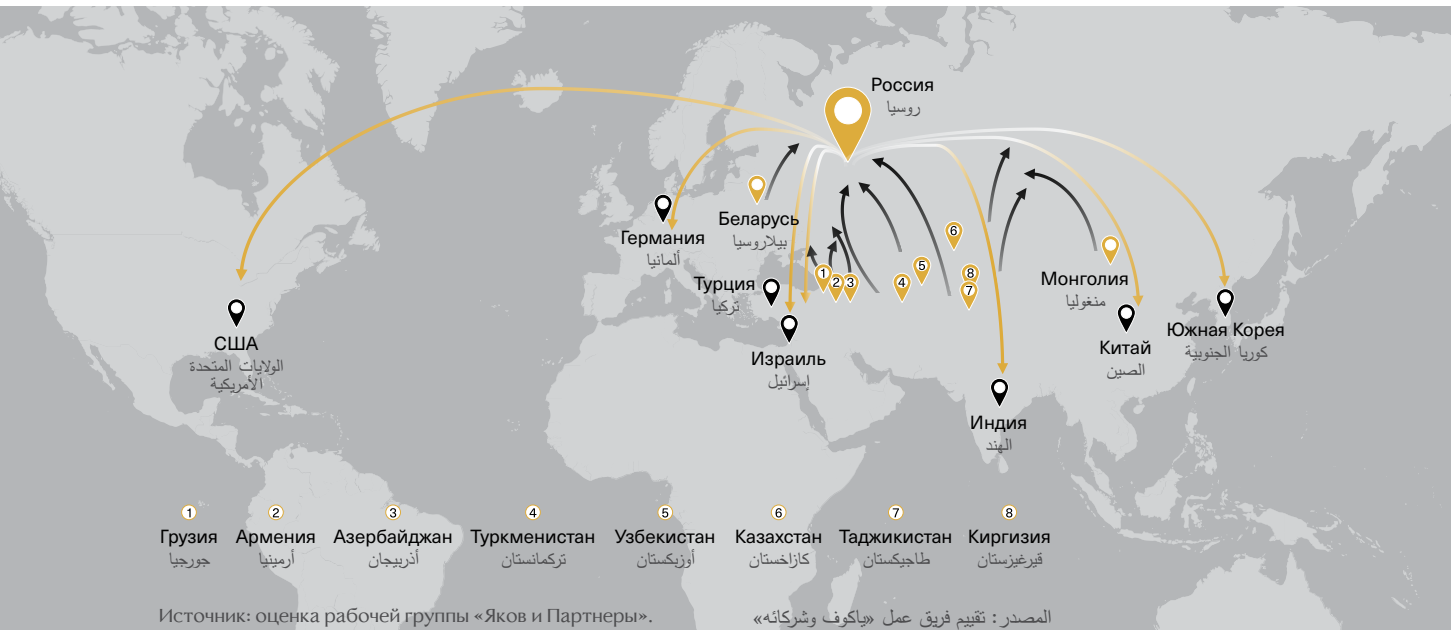 Россия
روسيا
Беларусь
بيلاروسيا
Германия
ألمانيا
Турция
تركيا
Израиль
إسرائيل
США
الولايات المتحدة
الأمريكية
Монголия
منغوليا
Южная Корея
كوريا الجنوبية
Китай
الصين
Индия
الهند
6
5
8
1
2
3
4
7
1
2
3
4
5
6
7
8
Грузия
Армения
Азербайджан
Туркменистан
Узбекистан
Казахстан
Таджикистан
Киргизия
جورجيا
أرمينيا
أذربيجان
تركمانستان
أوزبكستان
كازاخستان
طاجيكستان
قيرغيزستان
Источник: оценка рабочей группы «Яков и Партнеры».
المصدر: تقييم فريق عمل «ياكوف وشركائه»